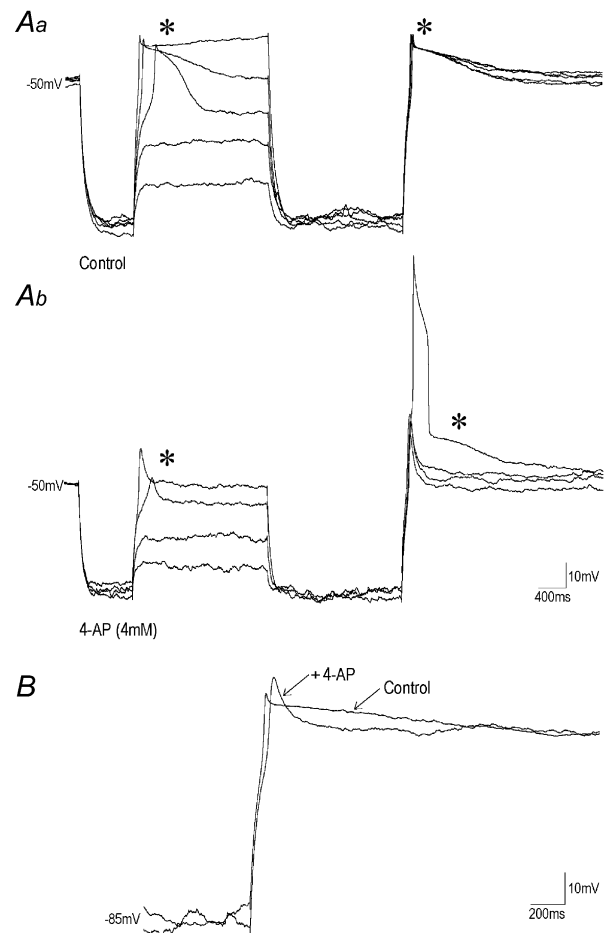 Aa
*
*
-50mV
Control
Ab
*
*
-50mV
10mV
400ms
4-AP (4mM)
B
+ 4-AP
Control
-85mV
10mV
200ms